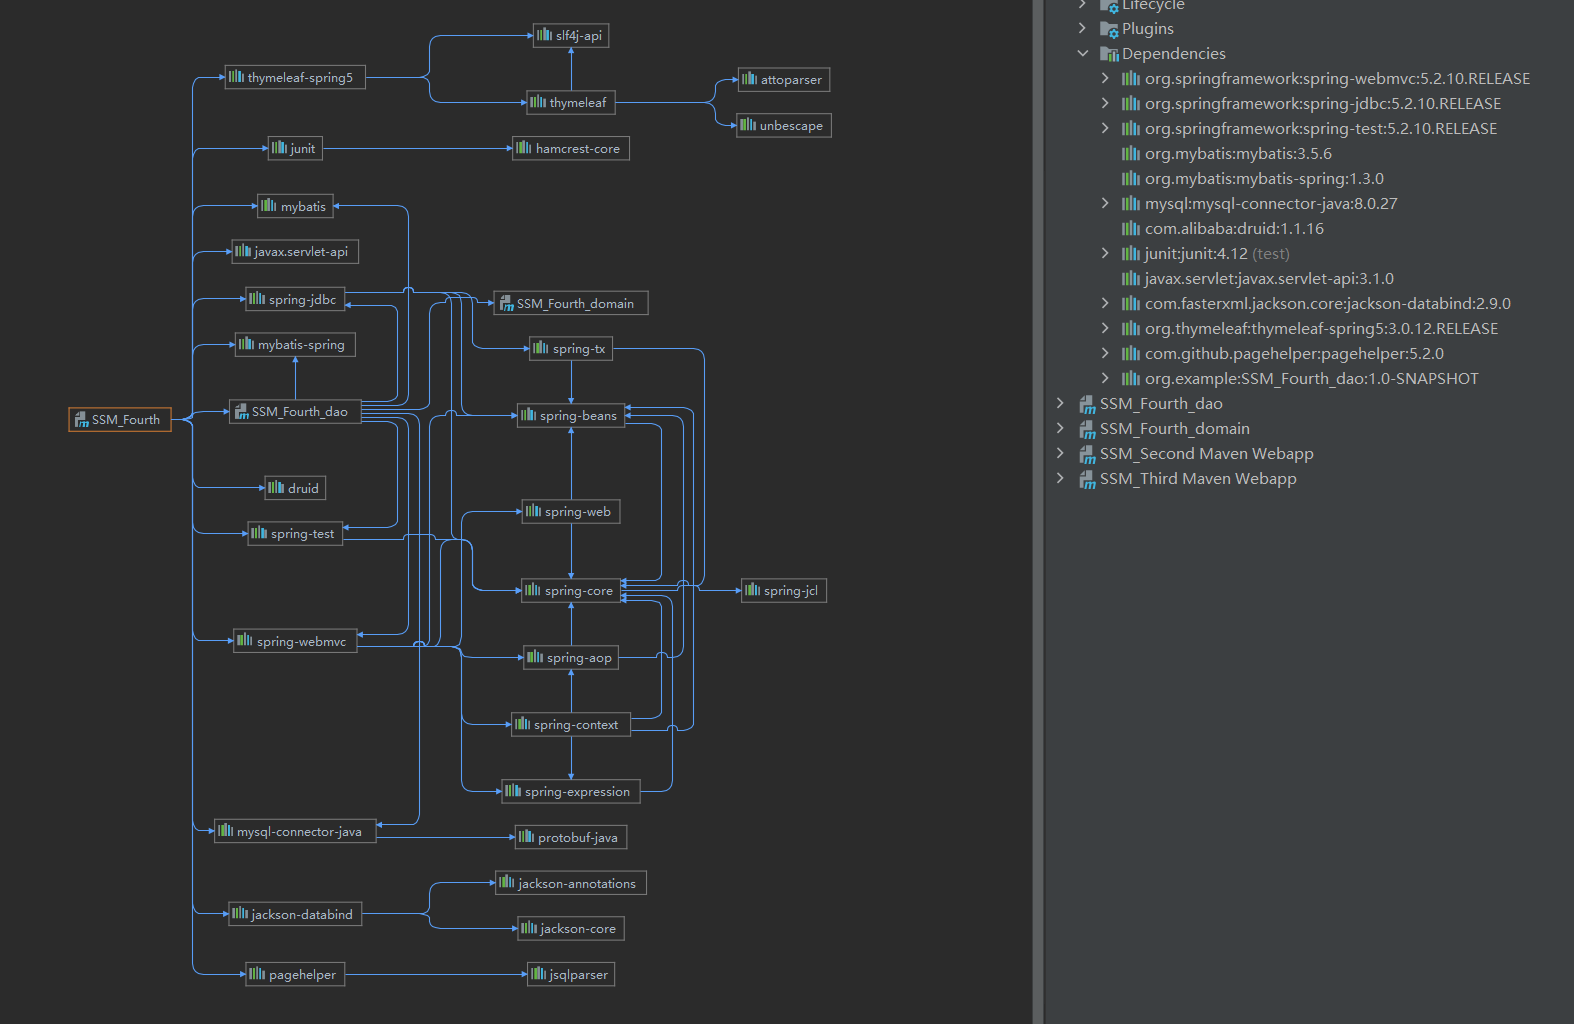 slf4j-api
thymeleaf-spring5
attoparser
thymeleaf
unbescape
junit
hamcrest-core
mybatis
javax.servlet-api
spring-jdbc
SSM_Fourth_domain
mybatis-spring
spring-tx
SSM_Fourth_dao
spring-beans
SSM_Fourth
druid
spring-web
spring-test
spring-core
spring-jcl
spring-webmvc
spring-aop
spring-context
spring-expression
mysql-connector-java
protobuf-java
jackson-annotations
jackson-databind
jackson-core
pagehelper
jsqlparser
Lifecycle
Plugins
Dependencies
org.springframework:spring-webmvc:5.2.10.RELEASE
org.springframework:spring-jdbc:5.2.10.RELEASE
org.springframework:spring-test:5.2.10.RELEASE
org.mybatis:mybatis:3.5.6
org.mybatis:mybatis-spring:1.3.0
mysql:mysql-connector-java:8.0.27
com.alibaba:druid:1.1.16
junit:junit:4.12 (test)
javax.servlet:javax.servlet-api:3.1.0
com.fasterxml.jackson.core:jackson-databind:2.9.0
org.thymeleaf:thymeleaf-spring5:3.0.12.RELEASE
com.github.pagehelper:pagehelper:5.2.0
org.example:SSM_Fourth_dao:1.0-SNAPSHOT
SSM_Fourth_dao
SSM_Fourth_domain
SSM_Second Maven Webapp
SSM_Third Maven Webapp